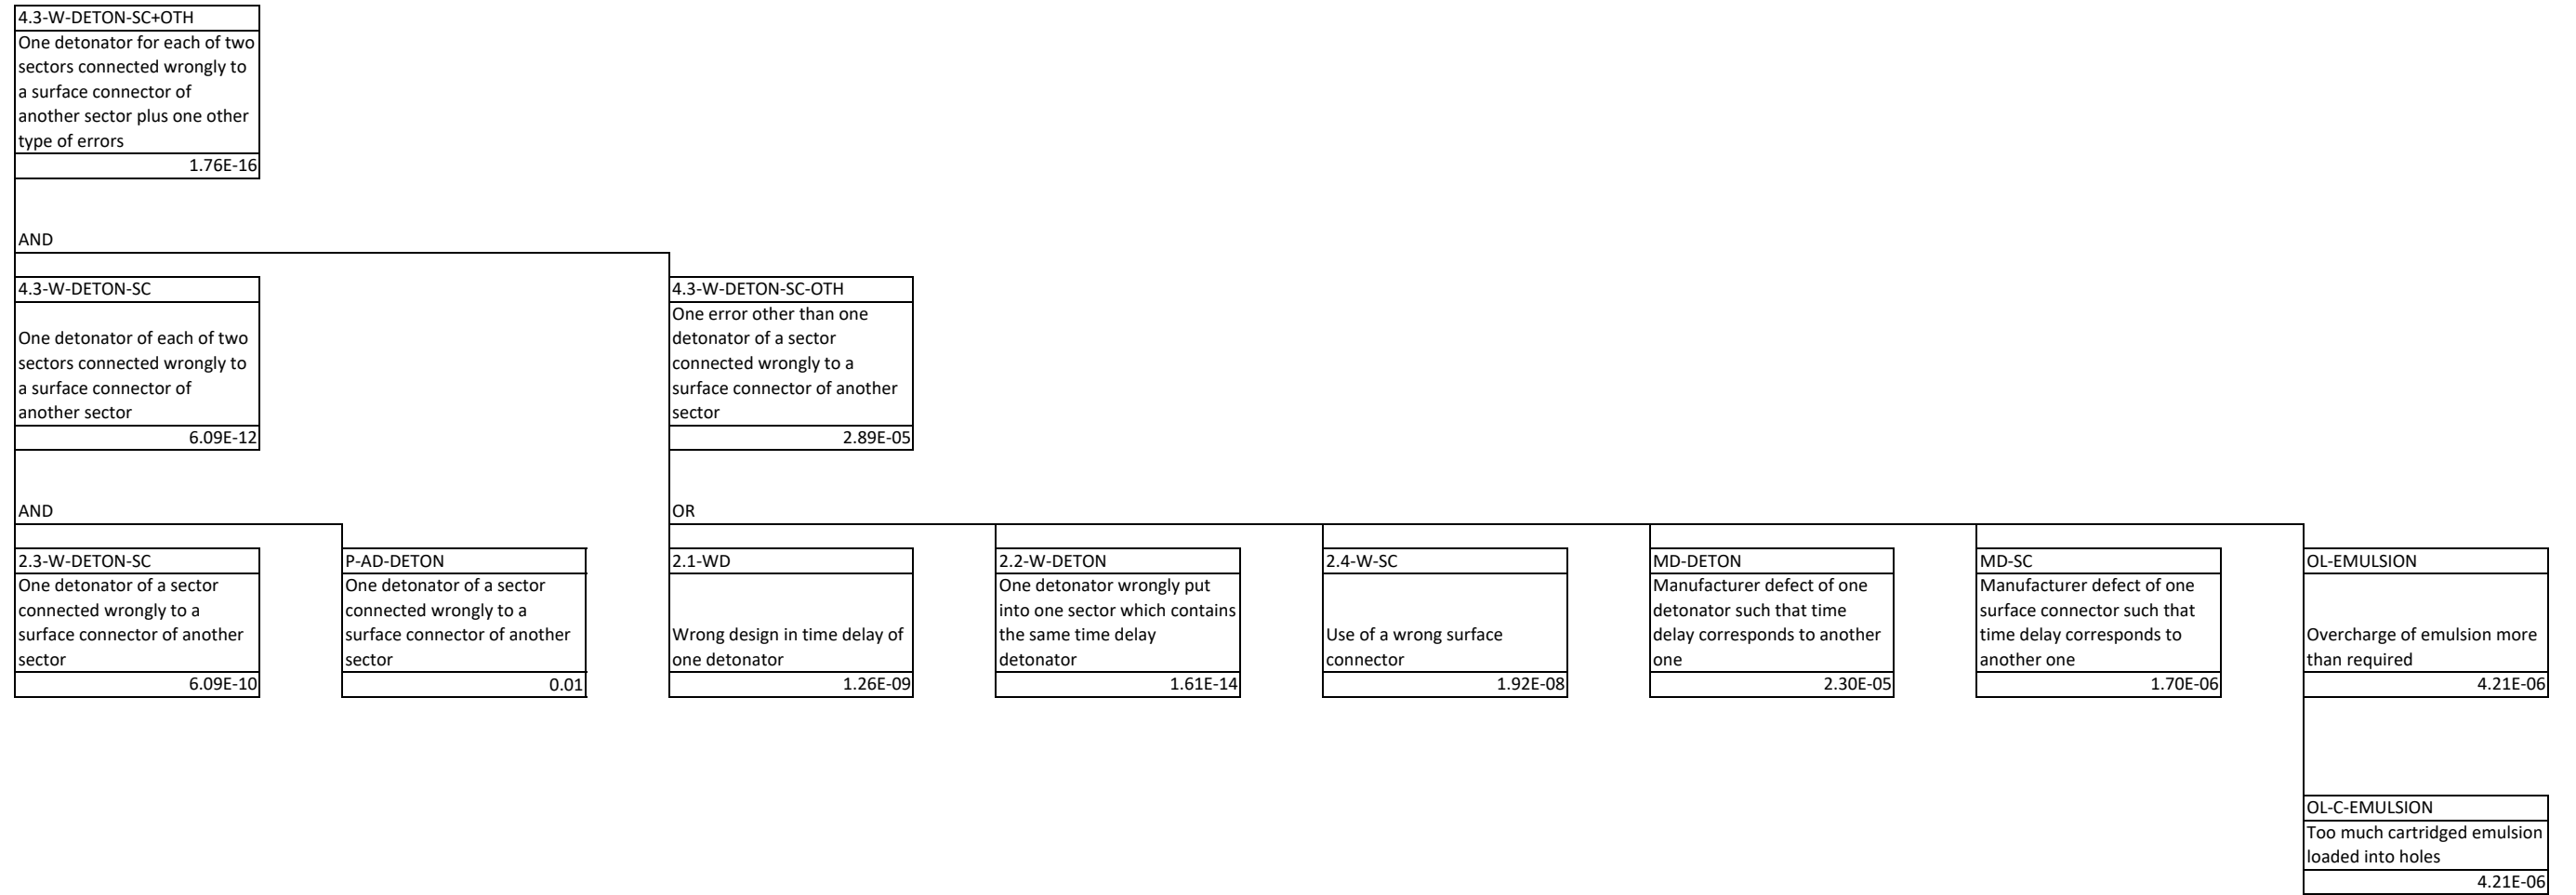 4.3-W-DETON-SC+OTH
One detonator for each of two
sectors connected wrongly to
a surface connector of
another sector plus one other
type of errors
1.76E-16
AND
4.3-W-DETON-SC
One detonator of each of two
sectors connected wrongly to
a surface connector of
another sector
6.09E-12
4.3-W-DETON-SC-OTH
One error other than one
detonator of a sector
connected wrongly to a
surface connector of another
sector
2.89E-05
AND
OR
2.3-W-DETON-SC
One detonator of a sector
connected wrongly to a
surface connector of another
sector
6.09E-10
P-AD-DETON
One detonator of a sector
connected wrongly to a
surface connector of another
sector
0.01
2.1-WD
Wrong design in time delay of
one detonator
1.26E-09
2.2-W-DETON
One detonator wrongly put
into one sector which contains
the same time delay
detonator
1.61E-14
2.4-W-SC
Use of a wrong surface
connector
1.92E-08
MD-DETON
Manufacturer defect of one
detonator such that time
delay corresponds to another
one
2.30E-05
MD-SC
Manufacturer defect of one
surface connector such that
time delay corresponds to
another one
1.70E-06
OL-EMULSION
Overcharge of emulsion more
than required
4.21E-06
OL-C-EMULSION
Too much cartridged emulsion
loaded into holes
4.21E-06